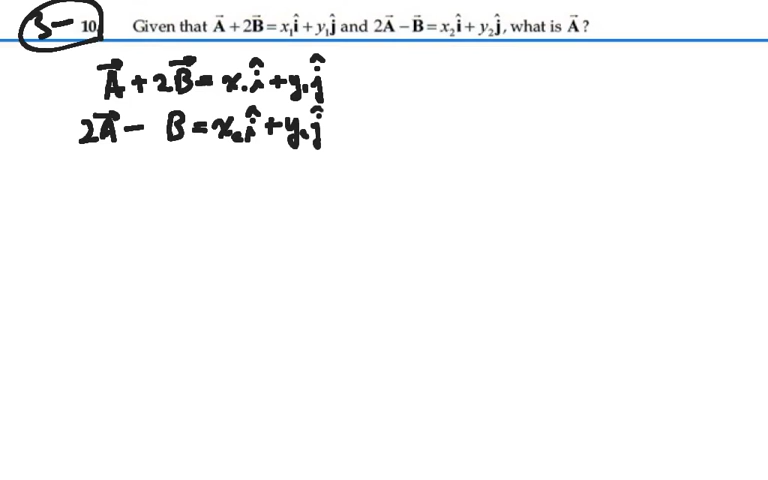 3- 10. Given that A⃗ + 2B⃗ = x₁î + y₁ĵ and 2A⃗ − B⃗ = x₂î + y₂ĵ, what is A⃗ ?
A⃗ + 2B⃗ = x₁î + y₁ĵ
2A⃗ − B = x₂î + y₂ĵ